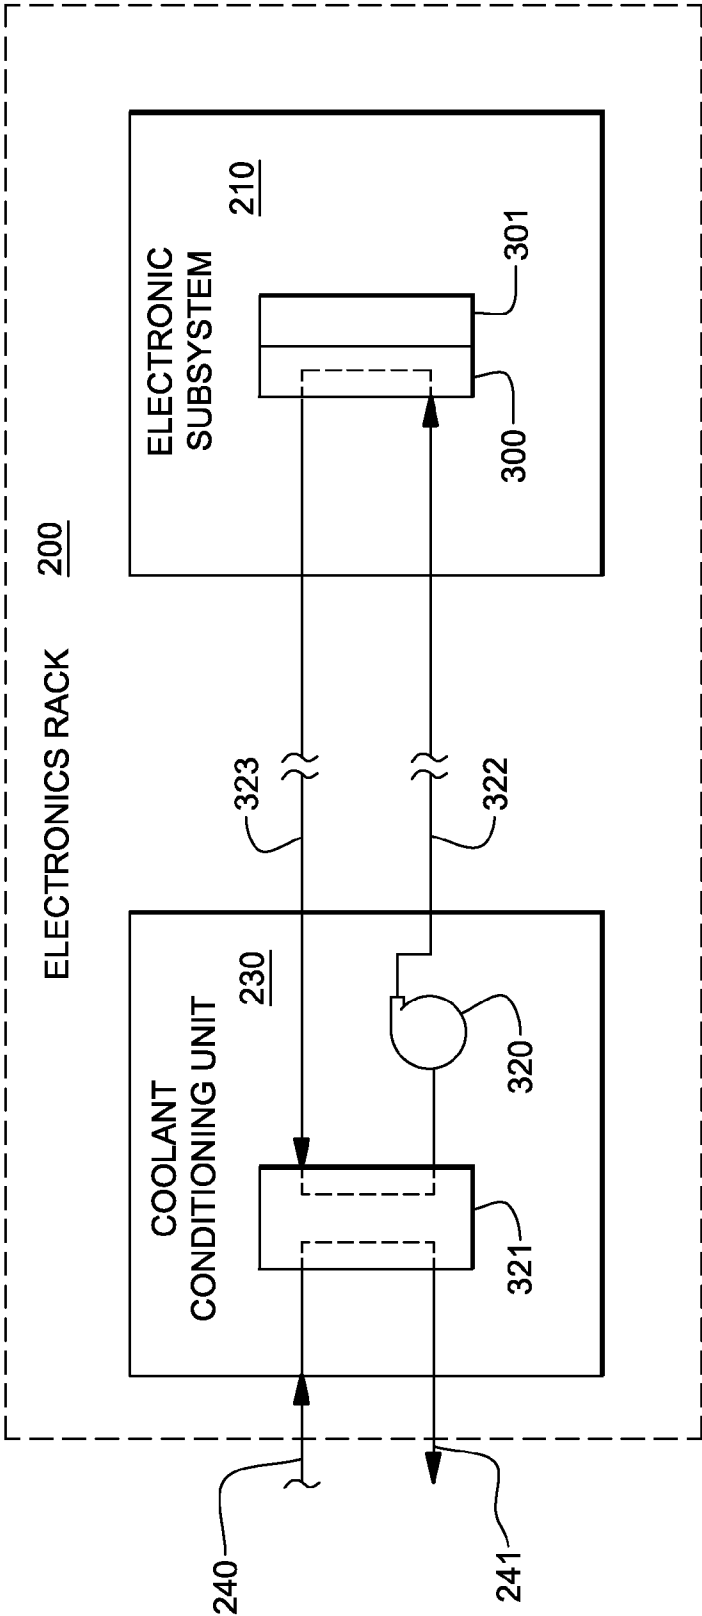 ELECTRONICS RACK 200
COOLANT
CONDITIONING UNIT
230
ELECTRONIC
SUBSYSTEM
210
240
241
321
320
323
322
300
301